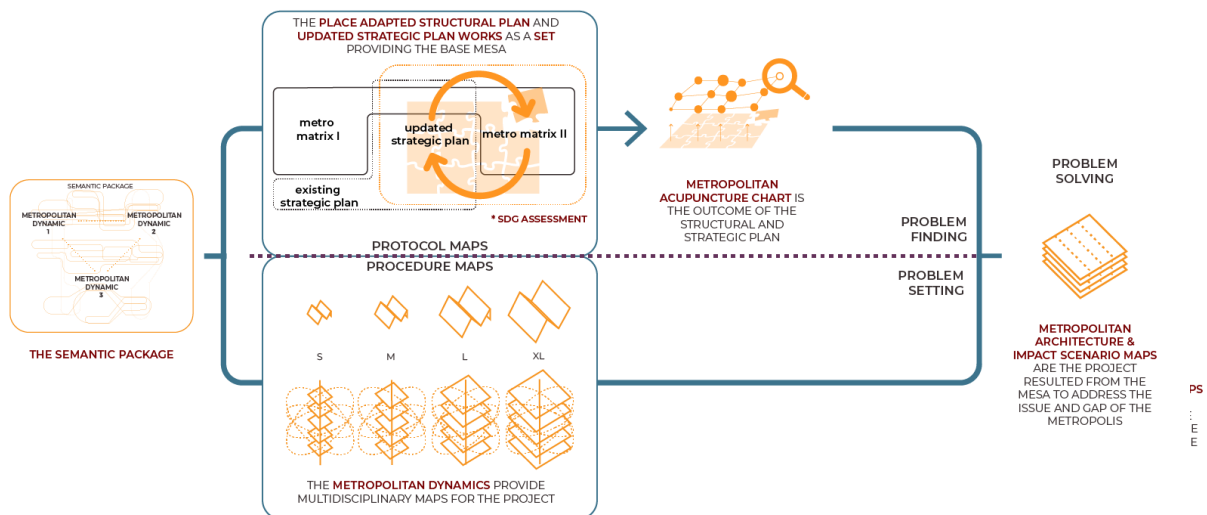 THE PLACE ADAPTED STRUCTURAL PLAN AND
UPDATED STRATEGIC PLAN WORKS AS A SET
PROVIDING THE BASE MESA
metro
matrix I
updated
strategic plan
metro matrix II
existing
strategic plan
* SDG ASSESSMENT
PROTOCOL MAPS
SEMANTIC PACKAGE
METROPOLITAN
DYNAMIC
1
METROPOLITAN
DYNAMIC
2
METROPOLITAN
DYNAMIC
3
THE SEMANTIC PACKAGE
PROCEDURE MAPS
S
M
L
XL
THE METROPOLITAN DYNAMICS PROVIDE
MULTIDISCIPLINARY MAPS FOR THE PROJECT
METROPOLITAN
ACUPUNCTURE CHART IS
THE OUTCOME OF THE
STRUCTURAL AND
STRATEGIC PLAN
PROBLEM
FINDING
PROBLEM
SETTING
PROBLEM
SOLVING
METROPOLITAN
ARCHITECTURE &
IMPACT SCENARIO MAPS
ARE THE PROJECT
RESULTED FROM THE
MESA TO ADDRESS THE
ISSUE AND GAP OF THE
METROPOLIS
PS
E
E